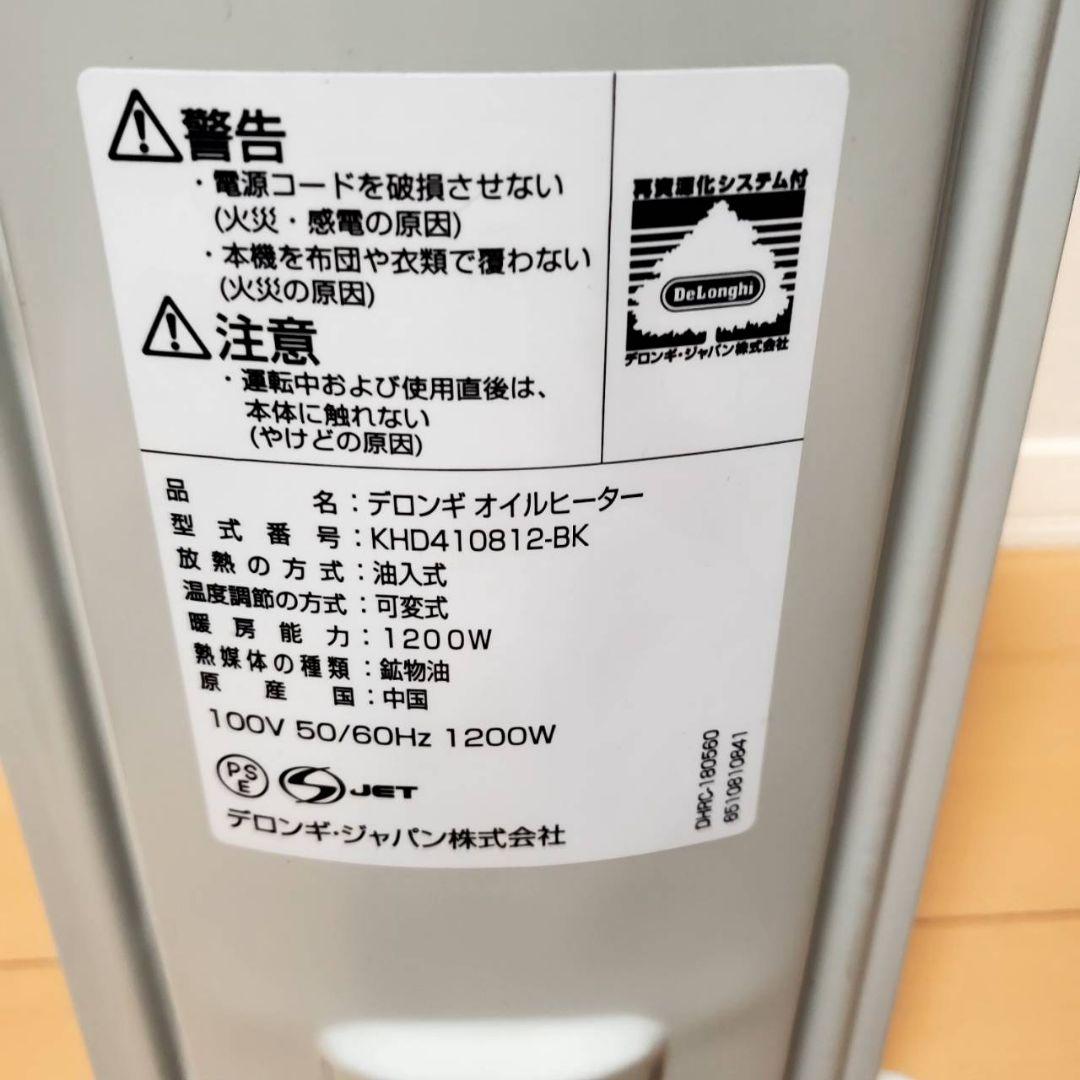 警告
・電源コードを破損させない
(火災・感電の原因)
・本機を布団や衣類で覆わない
(火災の原因)
注意
・運転中および使用直後は、
本体に触れない
(やけどの原因)
再資源化システム付
DeLonghi
デロンギ・ジャパン株式会社
品名：デロンギ オイルヒーター
型式番号：KHD410812-BK
放熱の方式：油入式
温度調節の方式：可変式
暖房能力：1200W
熱媒体の種類：鉱物油
原産国：中国
100V 50/60Hz 1200W
PSE
JET
デロンギ・ジャパン株式会社
DHRC-180560
6510810841